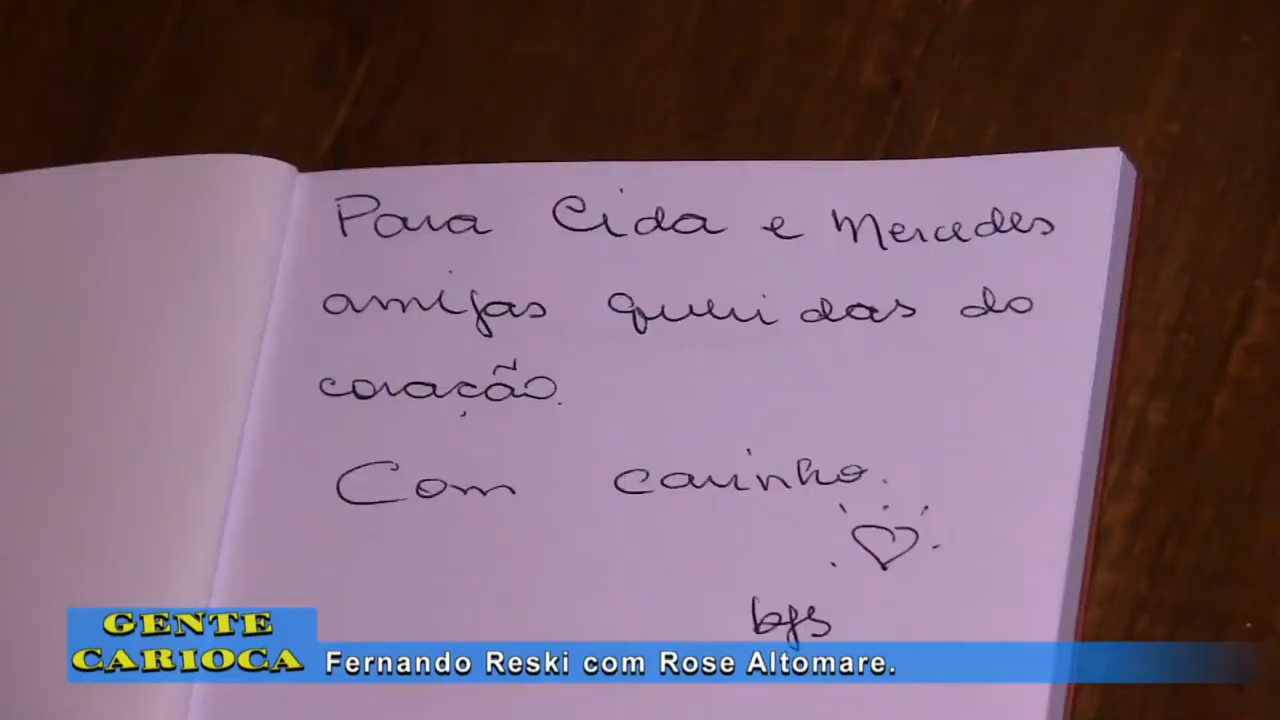 Para Cida e Mercedes
amigas queridas do
coração.
Com carinho.
bjs
GENTE
CARIOCA
Fernando Reski com Rose Altomare.